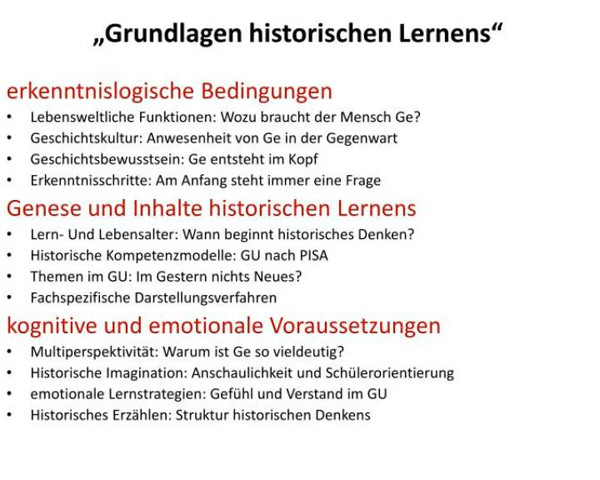 „Grundlagen historischen Lernens“
erkenntnislogische Bedingungen
• Lebensweltliche Funktionen: Wozu braucht der Mensch Ge?
• Geschichtskultur: Anwesenheit von Ge in der Gegenwart
• Geschichtsbewusstsein: Ge entsteht im Kopf
• Erkenntnisschritte: Am Anfang steht immer eine Frage
Genese und Inhalte historischen Lernens
• Lern- Und Lebensalter: Wann beginnt historisches Denken?
• Historische Kompetenzmodelle: GU nach PISA
• Themen im GU: Im Gestern nichts Neues?
• Fachspezifische Darstellungsverfahren
kognitive und emotionale Voraussetzungen
• Multiperspektivität: Warum ist Ge so vieldeutig?
• Historische Imagination: Anschaulichkeit und Schülerorientierung
• emotionale Lernstrategien: Gefühl und Verstand im GU
• Historisches Erzählen: Struktur historischen Denkens